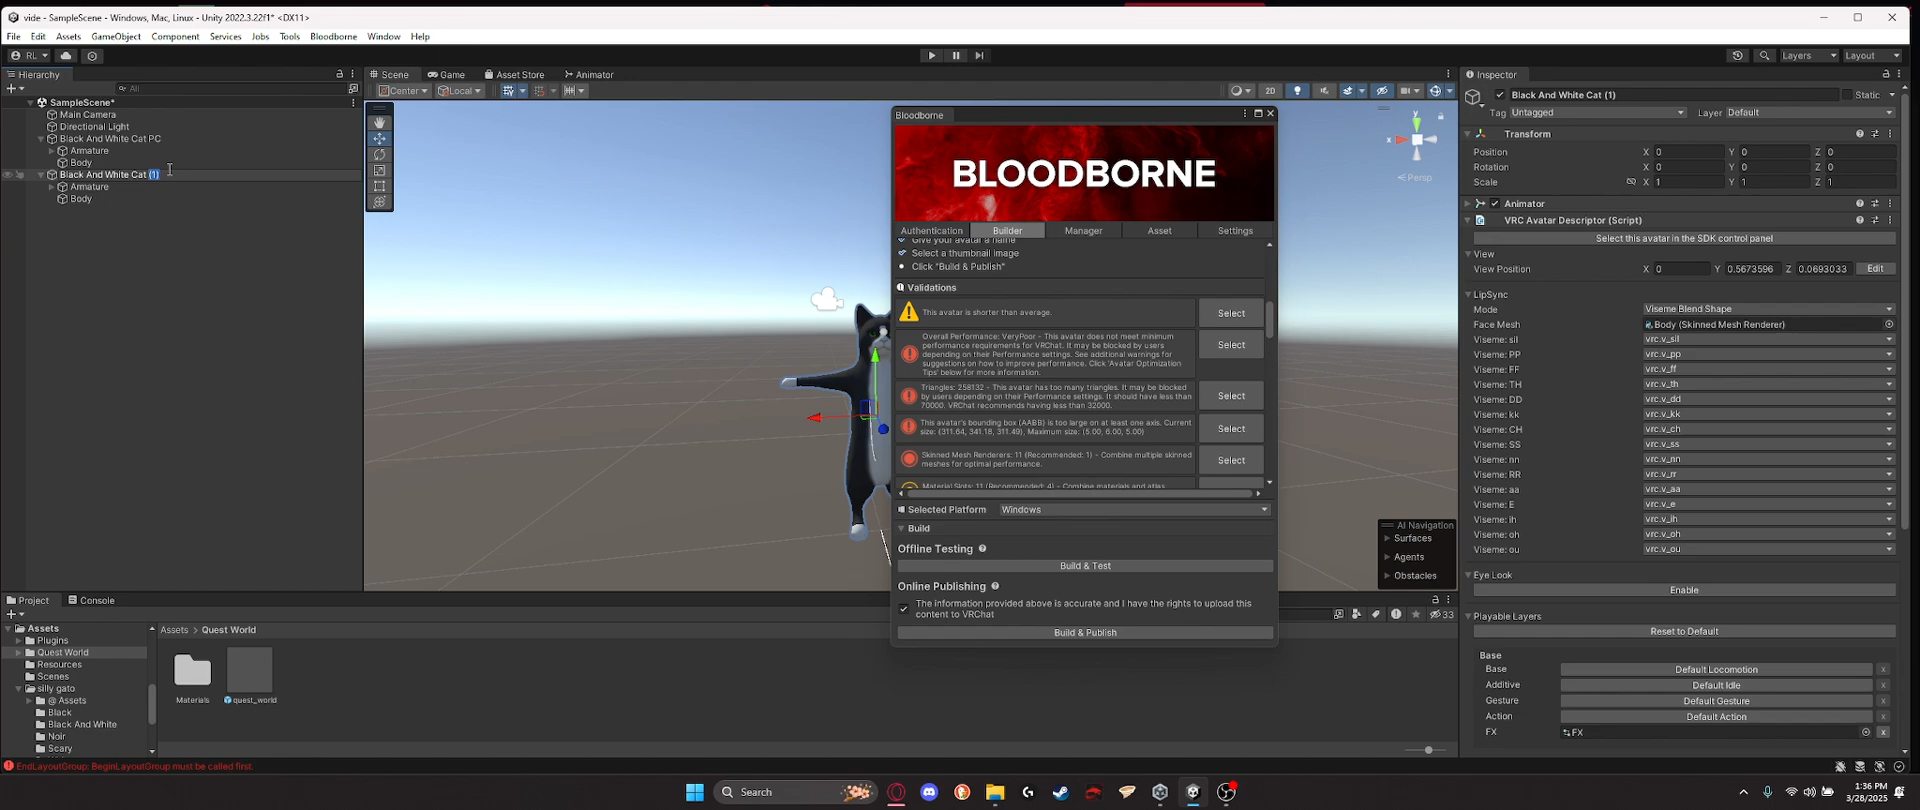 vide - SampleScene - Windows, Mac, Linux - Unity 2022.3.22f1* <DX11>
File Edit Assets GameObject Component Services Jobs Tools Bloodborne Window Help
RL
Layers Layout
Hierarchy
All
SampleScene*
Main Camera
Directional Light
Black And White Cat PC
Armature
Body
Black And White Cat (1)
Armature
Body
Scene Game Asset Store Animator
Center Local 2D
y
x
Persp
AI Navigation
Surfaces
Agents
Obstacles
Bloodborne
BLOODBORNE
Authentication Builder Manager Asset Settings
Give your avatar a name
Select a thumbnail image
Click "Build & Publish"
Validations
This avatar is shorter than average.
Select
Overall Performance: VeryPoor - This avatar does not meet minimum
performance requirements for VRChat. It may be blocked by users
depending on their Performance settings. See additional warnings for
suggestions on how to improve performance. Click 'Avatar Optimization
Tips' below for more information.
Select
Triangles: 258132 - This avatar has too many triangles. It may be blocked
by users depending on their Performance settings. It should have less than
70000. VRChat recommends having less than 32000.
Select
This avatar's bounding box (AABB) is too large on at least one axis. Current
size: (311.64, 341.18, 311.49), Maximum size: (5.00, 6.00, 5.00)
Select
Skinned Mesh Renderers: 11 (Recommended: 1) - Combine multiple skinned
meshes for optimal performance.
Select
Material Slots: 11 (Recommended: 4) - Combine materials and atlas
Selected Platform Windows
Build
Offline Testing
Build & Test
Online Publishing
The information provided above is accurate and I have the rights to upload this
content to VRChat
Build & Publish
Inspector
Black And White Cat (1) Static
Tag Untagged Layer Default
Transform
Position X 0 Y 0 Z 0
Rotation X 0 Y 0 Z 0
Scale X 1 Y 1 Z 1
Animator
VRC Avatar Descriptor (Script)
Select this avatar in the SDK control panel
View
View Position X 0 Y 0.5673596 Z 0.0693033 Edit
LipSync
Mode Viseme Blend Shape
Face Mesh Body (Skinned Mesh Renderer)
Viseme: sil vrc.v_sil
Viseme: PP vrc.v_pp
Viseme: FF vrc.v_ff
Viseme: TH vrc.v_th
Viseme: DD vrc.v_dd
Viseme: kk vrc.v_kk
Viseme: CH vrc.v_ch
Viseme: SS vrc.v_ss
Viseme: nn vrc.v_nn
Viseme: RR vrc.v_rr
Viseme: aa vrc.v_aa
Viseme: E vrc.v_e
Viseme: ih vrc.v_ih
Viseme: oh vrc.v_oh
Viseme: ou vrc.v_ou
Eye Look
Enable
Playable Layers
Reset to Default
Base
Base Default Locomotion x
Additive Default Idle x
Gesture Default Gesture x
Action Default Action x
FX FX x
Project Console
33
Assets
Plugins
Quest World
Resources
Scenes
silly gato
@ Assets
Black
Black And White
Noir
Scary
Assets > Quest World
Materials
quest_world
EndLayoutGroup: BeginLayoutGroup must be called first.
Search
1:36 PM
3/28/2025